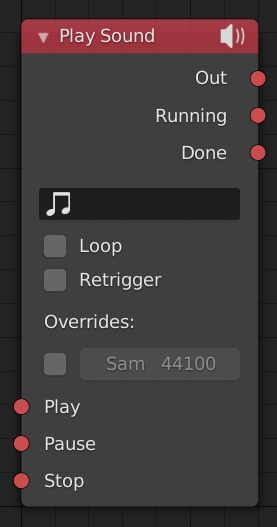 Play Sound
Out
Running
Done
Loop
Retrigger
Overrides:
Sam 44100
Play
Pause
Stop